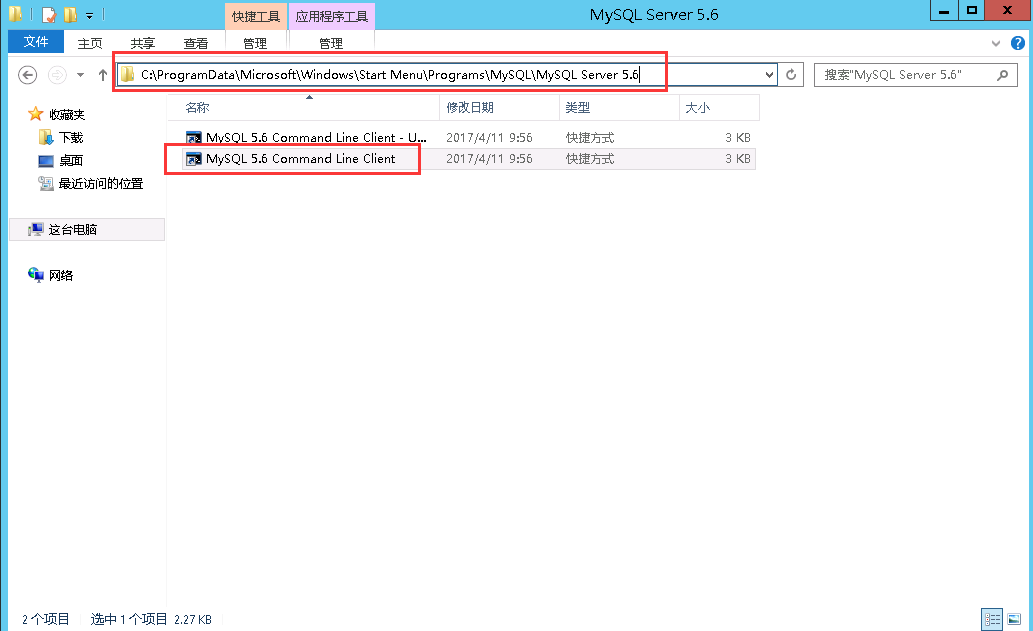 MySQL Server 5.6
快捷工具 应用程序工具
文件 主页 共享 查看 管理 管理
C:\ProgramData\Microsoft\Windows\Start Menu\Programs\MySQL\MySQL Server 5.6
搜索"MySQL Server 5.6"
收藏夹
下载
桌面
最近访问的位置
这台电脑
网络
名称 修改日期 类型 大小
MySQL 5.6 Command Line Client - U... 2017/4/11 9:56 快捷方式 3 KB
MySQL 5.6 Command Line Client 2017/4/11 9:56 快捷方式 3 KB
2 个项目 选中 1 个项目 2.27 KB